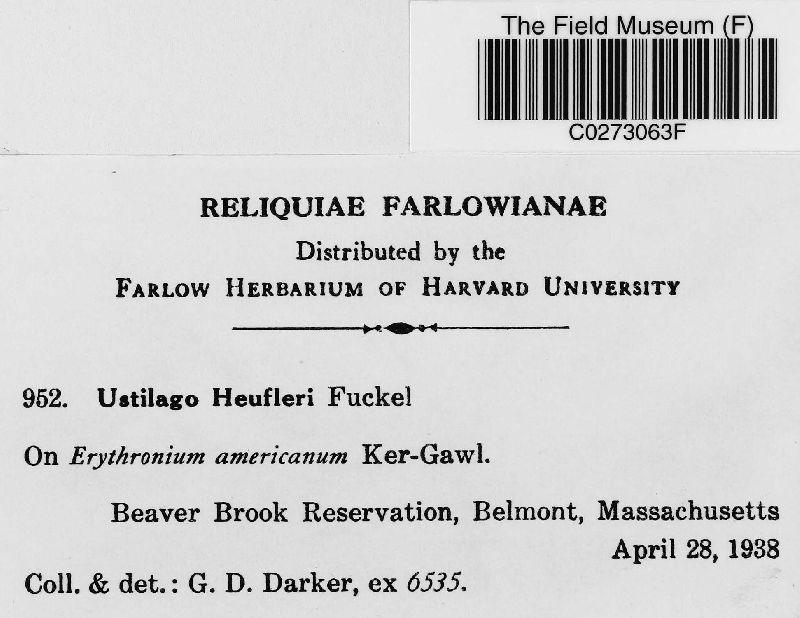 The Field Museum (F)
C0273063F
RELIQUIAE FARLOWIANAE
Distributed by the
FARLOW HERBARIUM OF HARVARD UNIVERSITY
952. Ustilago Heufleri Fuckel
On Erythronium americanum Ker-Gawl.
Beaver Brook Reservation, Belmont, Massachusetts
April 28, 1938
Coll. & det.: G. D. Darker, ex 6535.